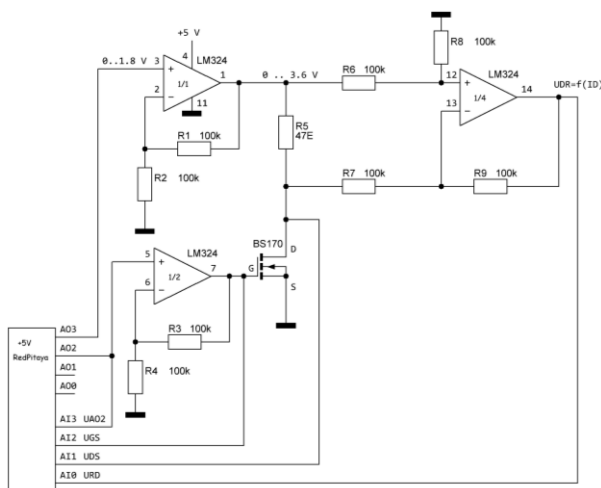 +5 V
R8 100k
4
LM324
LM324
0..1.8 V
3
+
1
0 .. 3.6 V
R6 100k
12
+
UDR=f(ID)
1/1
1/4
14
2
–
11
13
–
R5
47E
R1 100k
R7 100k
R9 100k
R2 100k
BS170
LM324
D
5
+
7
G
1/2
S
6
–
R3 100k
+5V
RedPitaya
AO3
AO2
AO1
AO0
R4 100k
AI3 UAO2
AI2 UGS
AI1 UDS
AI0 URD